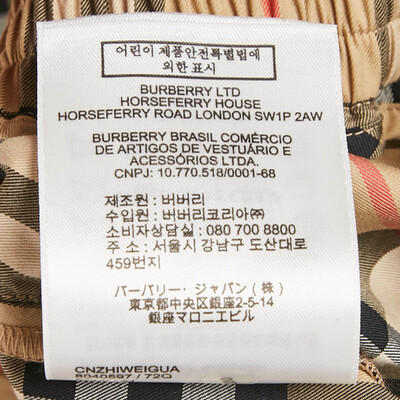 어린이 제품안전특별법에
의한 표시
BURBERRY LTD
HORSEFERRY HOUSE
HORSEFERRY ROAD LONDON SW1P 2AW
BURBERRY BRASIL COMÉRCIO
DE ARTIGOS DE VESTUÁRIO E
ACESSÓRIOS LTDA.
CNPJ: 10.770.518/0001-68
제조원 : 버버리
수입원 : 버버리코리아㈜
소비자상담실 : 080 700 8800
주소 : 서울시 강남구 도산대로
459번지
バーバリー・ジャパン（株）
東京都中央区銀座2-5-14
銀座マロニエビル
CNZHIWEIGUA
8040597 / 72Q